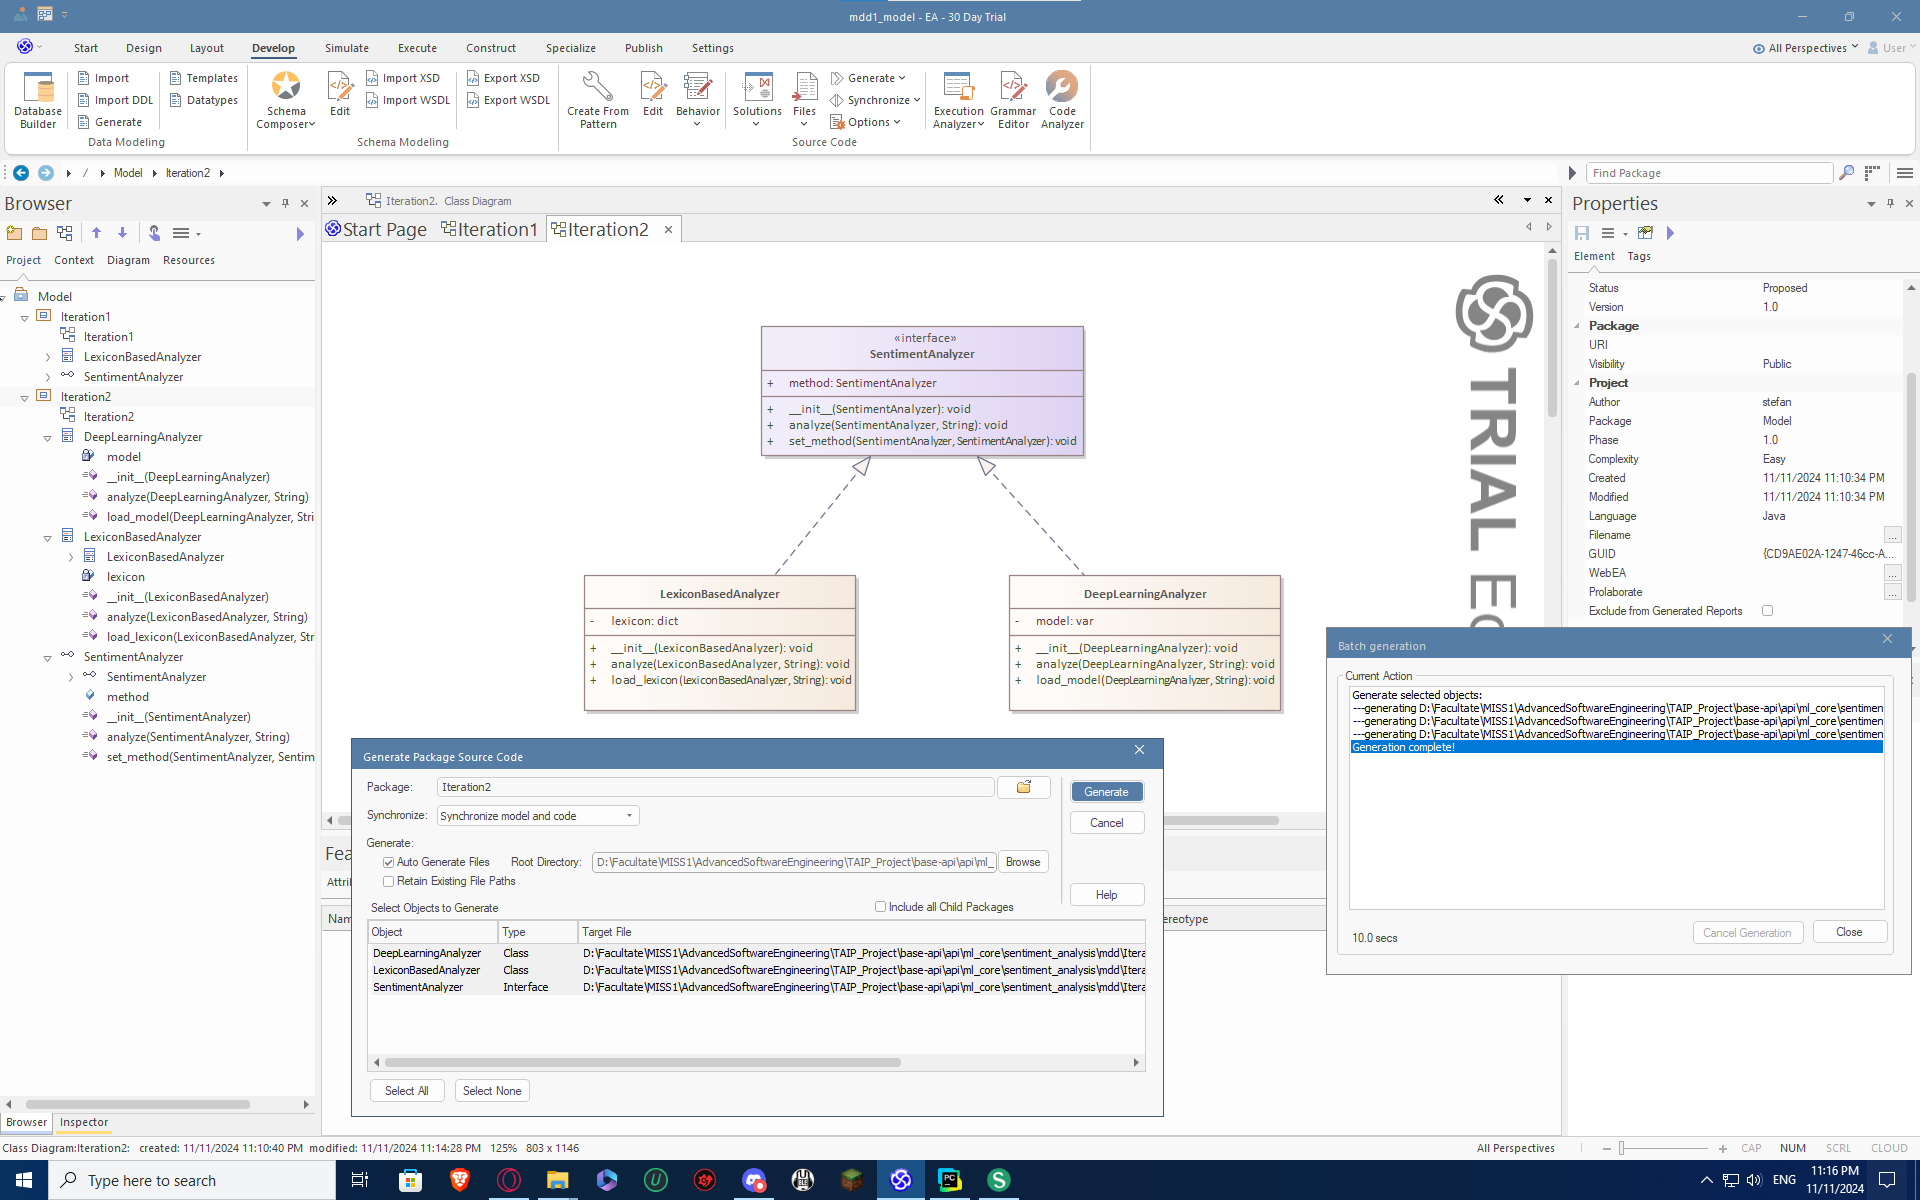 mdd1_model - EA - 30 Day Trial
Start Design Layout Develop Simulate Execute Construct Specialize Publish Settings
All Perspectives User
Database Builder
Import
Import DDL
Generate
Templates
Datatypes
Data Modeling
Schema Composer
Edit
Import XSD
Import WSDL
Export XSD
Export WSDL
Schema Modeling
Create From Pattern
Edit
Behavior
Solutions
Files
Generate
Synchronize
Options
Source Code
Execution Analyzer
Grammar Editor
Code Analyzer
/ Model Iteration2
Find Package
Browser
Project Context Diagram Resources
Model
Iteration1
Iteration1
LexiconBasedAnalyzer
SentimentAnalyzer
Iteration2
Iteration2
DeepLearningAnalyzer
model
__init__(DeepLearningAnalyzer)
analyze(DeepLearningAnalyzer, String)
load_model(DeepLearningAnalyzer, Stri
LexiconBasedAnalyzer
LexiconBasedAnalyzer
lexicon
__init__(LexiconBasedAnalyzer)
analyze(LexiconBasedAnalyzer, String)
load_lexicon(LexiconBasedAnalyzer, Str
SentimentAnalyzer
SentimentAnalyzer
method
__init__(SentimentAnalyzer)
analyze(SentimentAnalyzer, String)
set_method(SentimentAnalyzer, Sentim
Browser Inspector
Iteration2. Class Diagram
Start Page Iteration1 Iteration2
«interface»
SentimentAnalyzer
+ method: SentimentAnalyzer
+ __init__(SentimentAnalyzer): void
+ analyze(SentimentAnalyzer, String): void
+ set_method(SentimentAnalyzer, SentimentAnalyzer): void
LexiconBasedAnalyzer
- lexicon: dict
+ __init__(LexiconBasedAnalyzer): void
+ analyze(LexiconBasedAnalyzer, String): void
+ load_lexicon(LexiconBasedAnalyzer, String): void
DeepLearningAnalyzer
- model: var
+ __init__(DeepLearningAnalyzer): void
+ analyze(DeepLearningAnalyzer, String): void
+ load_model(DeepLearningAnalyzer, String): void
TRIAL
Properties
Element Tags
Status Proposed
Version 1.0
Package
URI
Visibility Public
Project
Author stefan
Package Model
Phase 1.0
Complexity Easy
Created 11/11/2024 11:10:34 PM
Modified 11/11/2024 11:10:34 PM
Language Java
Filename ...
GUID {CD9AE02A-1247-46cc-A...
WebEA ...
Prolaborate ...
Exclude from Generated Reports
Batch generation
Current Action
Generate selected objects:
---generating D:\Facultate\MISS1\AdvancedSoftwareEngineering\TAIP_Project\base-api\api\ml_core\sentimen
---generating D:\Facultate\MISS1\AdvancedSoftwareEngineering\TAIP_Project\base-api\api\ml_core\sentimen
---generating D:\Facultate\MISS1\AdvancedSoftwareEngineering\TAIP_Project\base-api\api\ml_core\sentimen
Generation complete!
10.0 secs
Cancel Generation Close
Generate Package Source Code
Package: Iteration2
Synchronize: Synchronize model and code
Generate:
Auto Generate Files Root Directory: D:\Facultate\MISS1\AdvancedSoftwareEngineering\TAIP_Project\base-api\api\ml_ Browse
Retain Existing File Paths
Generate
Cancel
Help
Select Objects to Generate Include all Child Packages
Object Type Target File
DeepLearningAnalyzer Class D:\Facultate\MISS1\AdvancedSoftwareEngineering\TAIP_Project\base-api\api\ml_core\sentiment_analysis\mdd\Itera
LexiconBasedAnalyzer Class D:\Facultate\MISS1\AdvancedSoftwareEngineering\TAIP_Project\base-api\api\ml_core\sentiment_analysis\mdd\Itera
SentimentAnalyzer Interface D:\Facultate\MISS1\AdvancedSoftwareEngineering\TAIP_Project\base-api\api\ml_core\sentiment_analysis\mdd\Itera
Select All Select None
Fea
Attri
Nam
ereotype
Class Diagram:Iteration2: created: 11/11/2024 11:10:40 PM modified: 11/11/2024 11:14:28 PM 125% 803 x 1146
All Perspectives CAP NUM SCRL CLOUD
Type here to search
ENG
11:16 PM
11/11/2024